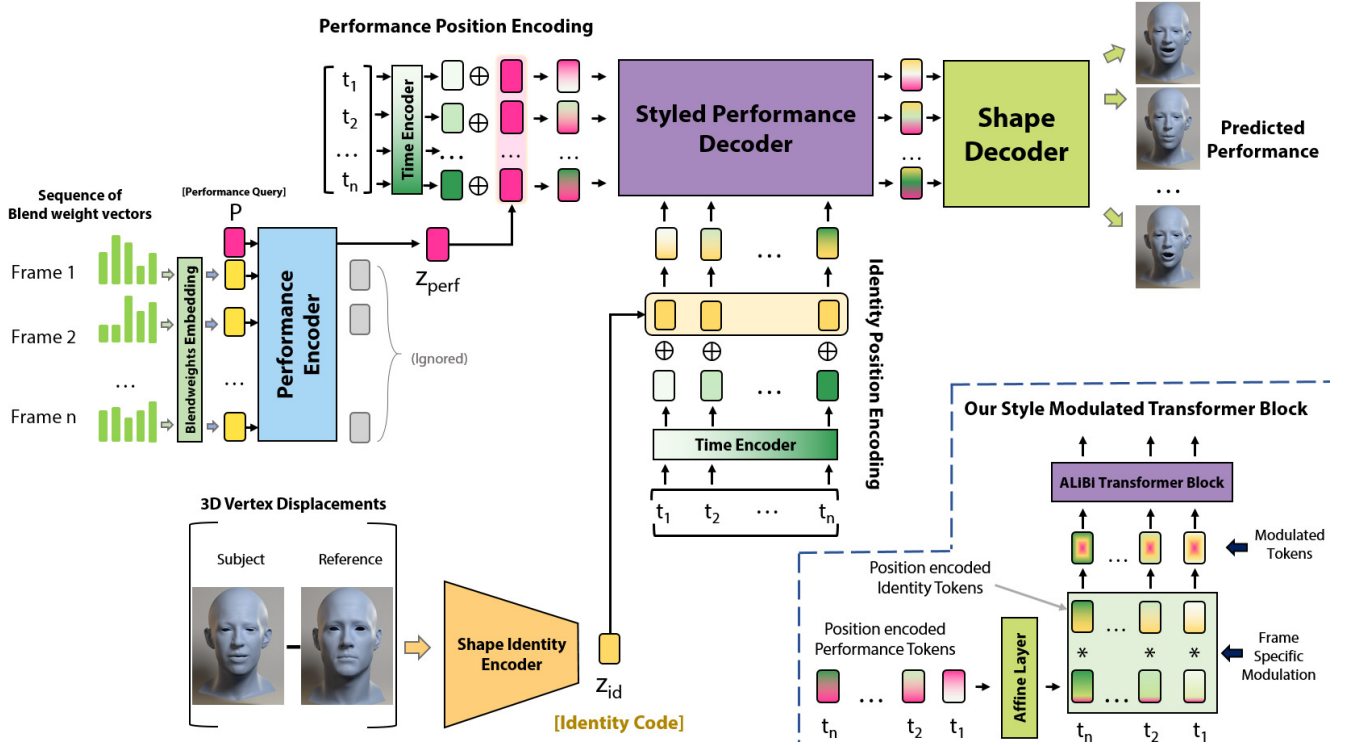 Performance Position Encoding
t1
t2
...
tn
Time Encoder
...
...
...
Styled Performance
Decoder
...
Shape
Decoder
Predicted
Performance
...
Sequence of
Blend weight vectors
[Performance Query]
P
Frame 1
Frame 2
...
Frame n
Blendweights Embedding
...
Performance
Encoder
zperf
(Ignored)
...
...
...
Time Encoder
t1
t2
...
tn
Identity Position Encoding
3D Vertex Displacements
Subject
Reference
Shape Identity
Encoder
zid
[Identity Code]
Our Style Modulated Transformer Block
ALiBi Transformer Block
...
Modulated
Tokens
Position encoded
Identity Tokens
...
* * *
Frame
Specific
Modulation
Position encoded
Performance Tokens
...
tn
...
t2
t1
Affine Layer
...
tn
t2
t1